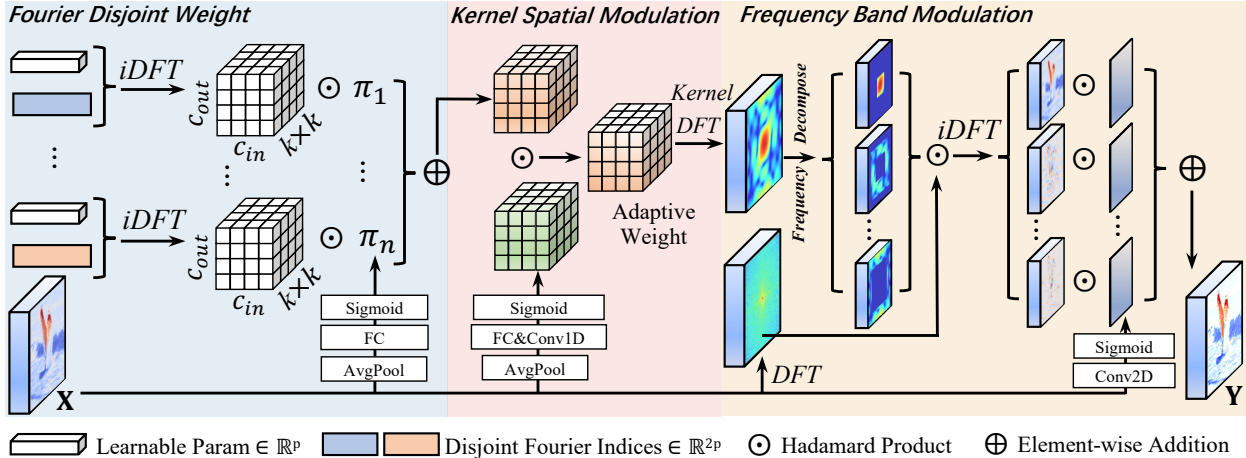 Fourier Disjoint Weight
Kernel Spatial Modulation
Frequency Band Modulation
iDFT
c_out
c_in
k×k
⊙ π_1
⋮
⋮
⋮
iDFT
c_out
c_in
k×k
⊙ π_n
Sigmoid
FC
AvgPool
X
⊕
⊙
Adaptive
Weight
Sigmoid
FC&Conv1D
AvgPool
Kernel
DFT
Frequency Decompose
⋮
⊙
iDFT
DFT
⊙
⊙
⋮ ⋮
⊙
⊕
Sigmoid
Conv2D
Y
Learnable Param ∈ ℝᵖ
Disjoint Fourier Indices ∈ ℝ²ᵖ
⊙ Hadamard Product
⊕ Element-wise Addition